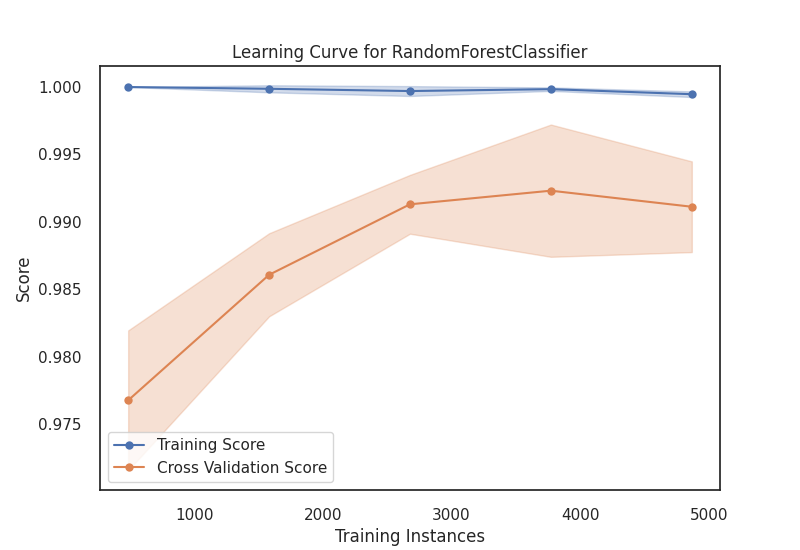 Learning Curve for RandomForestClassifier
1.000
0.995
0.990
0.985
0.980
0.975
Score
Training Score
Cross Validation Score
1000 2000 3000 4000 5000
Training Instances